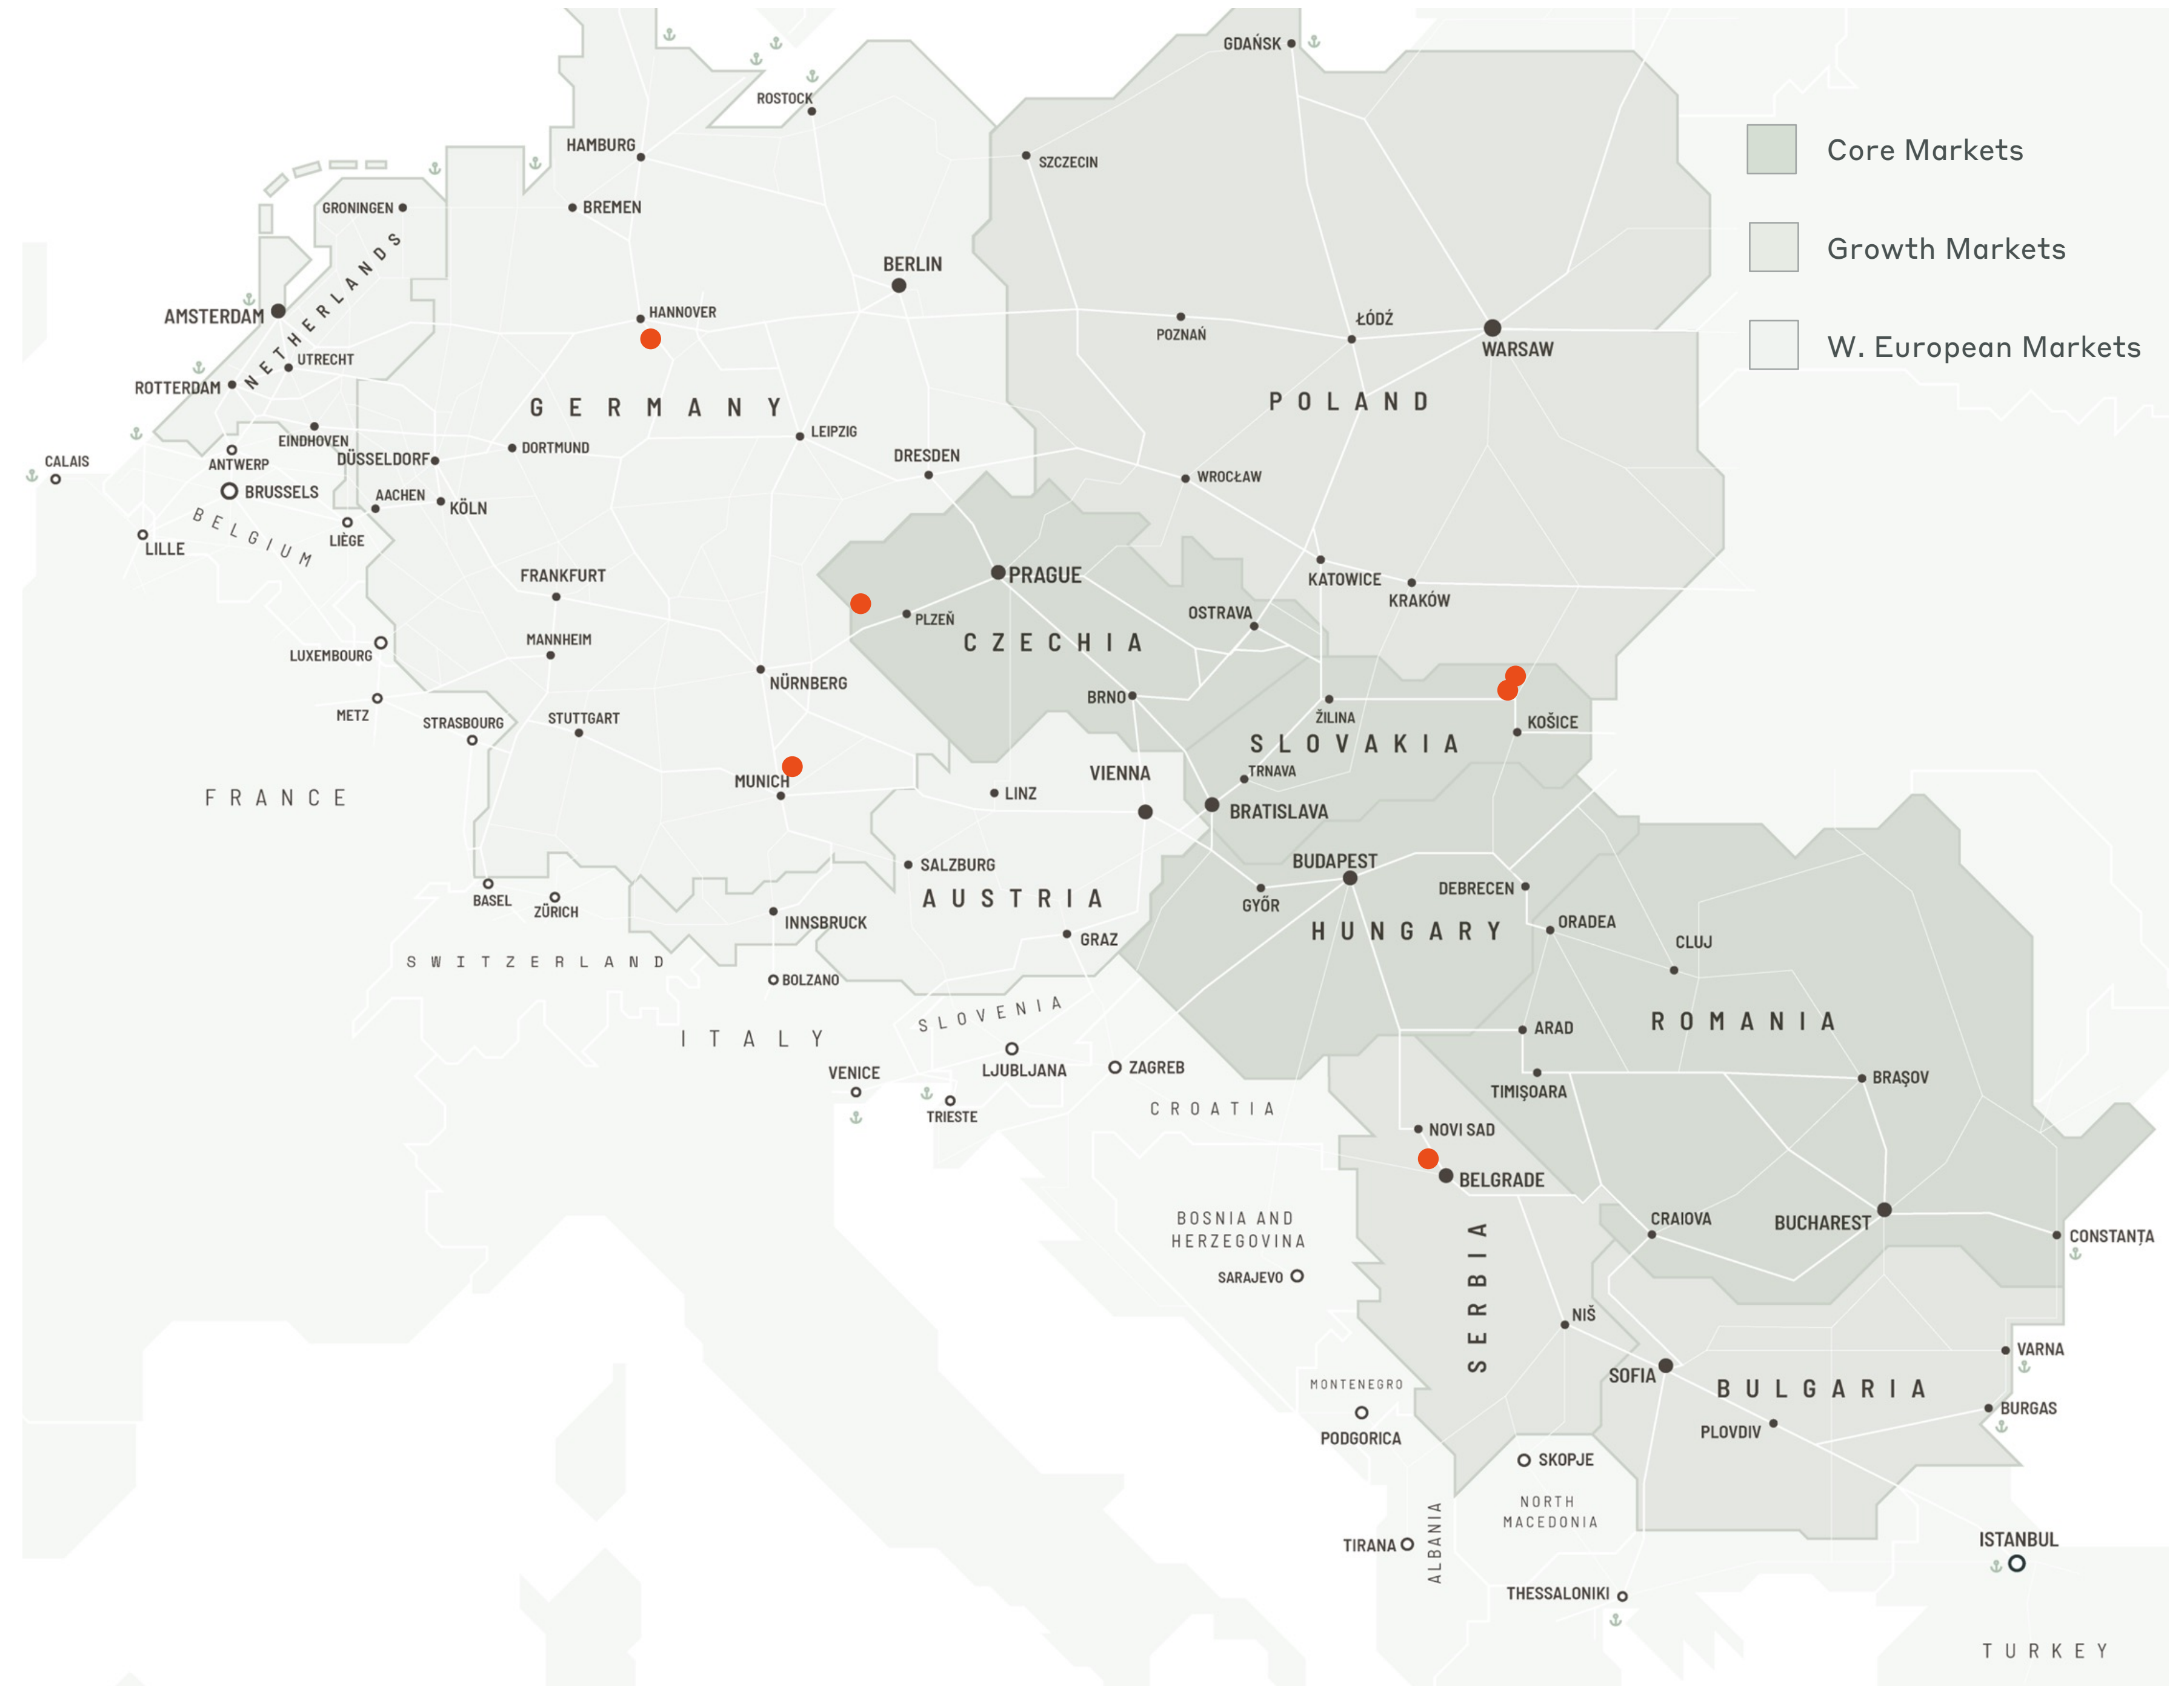 GDAŃSK
ROSTOCK
HAMBURG
SZCZECIN
Core Markets
GRONINGEN
BREMEN
Growth Markets
NETHERLANDS
BERLIN
AMSTERDAM
HANNOVER
ŁÓDŹ
POZNAŃ
WARSAW
W. European Markets
UTRECHT
ROTTERDAM
GERMANY
POLAND
EINDHOVEN
LEIPZIG
DORTMUND
DÜSSELDORF
DRESDEN
CALAIS
ANTWERP
WROCŁAW
BRUSSELS
AACHEN
KÖLN
BELGIUM
LIÈGE
LILLE
FRANKFURT
PRAGUE
KATOWICE
KRAKÓW
OSTRAVA
PLZEŇ
MANNHEIM
CZECHIA
LUXEMBOURG
NÜRNBERG
BRNO
METZ
STRASBOURG
STUTTGART
ŽILINA
KOŠICE
SLOVAKIA
TRNAVA
VIENNA
MUNICH
LINZ
FRANCE
BRATISLAVA
BUDAPEST
SALZBURG
DEBRECEN
AUSTRIA
BASEL
ZÜRICH
GYŐR
INNSBRUCK
HUNGARY
ORADEA
GRAZ
CLUJ
SWITZERLAND
BOLZANO
SLOVENIA
ROMANIA
ARAD
ITALY
VENICE
LJUBLJANA
ZAGREB
BRAŞOV
TIMIŞOARA
TRIESTE
CROATIA
NOVI SAD
BELGRADE
BOSNIA AND
HERZEGOVINA
CRAIOVA
BUCHAREST
CONSTANȚA
SARAJEVO
SERBIA
NIŠ
VARNA
SOFIA
MONTENEGRO
BULGARIA
BURGAS
PODGORICA
PLOVDIV
SKOPJE
NORTH
MACEDONIA
TIRANA
ALBANIA
ISTANBUL
THESSALONIKI
TURKEY